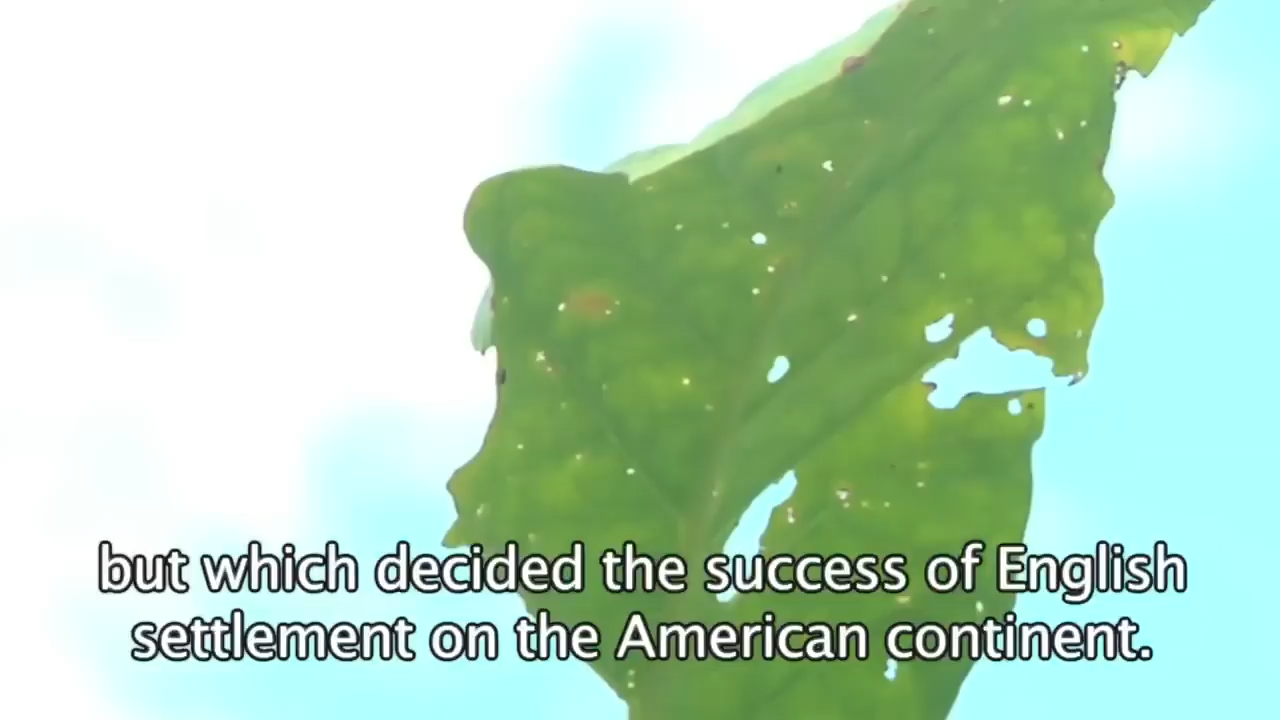 but which decided the success of English
settlement on the American continent.